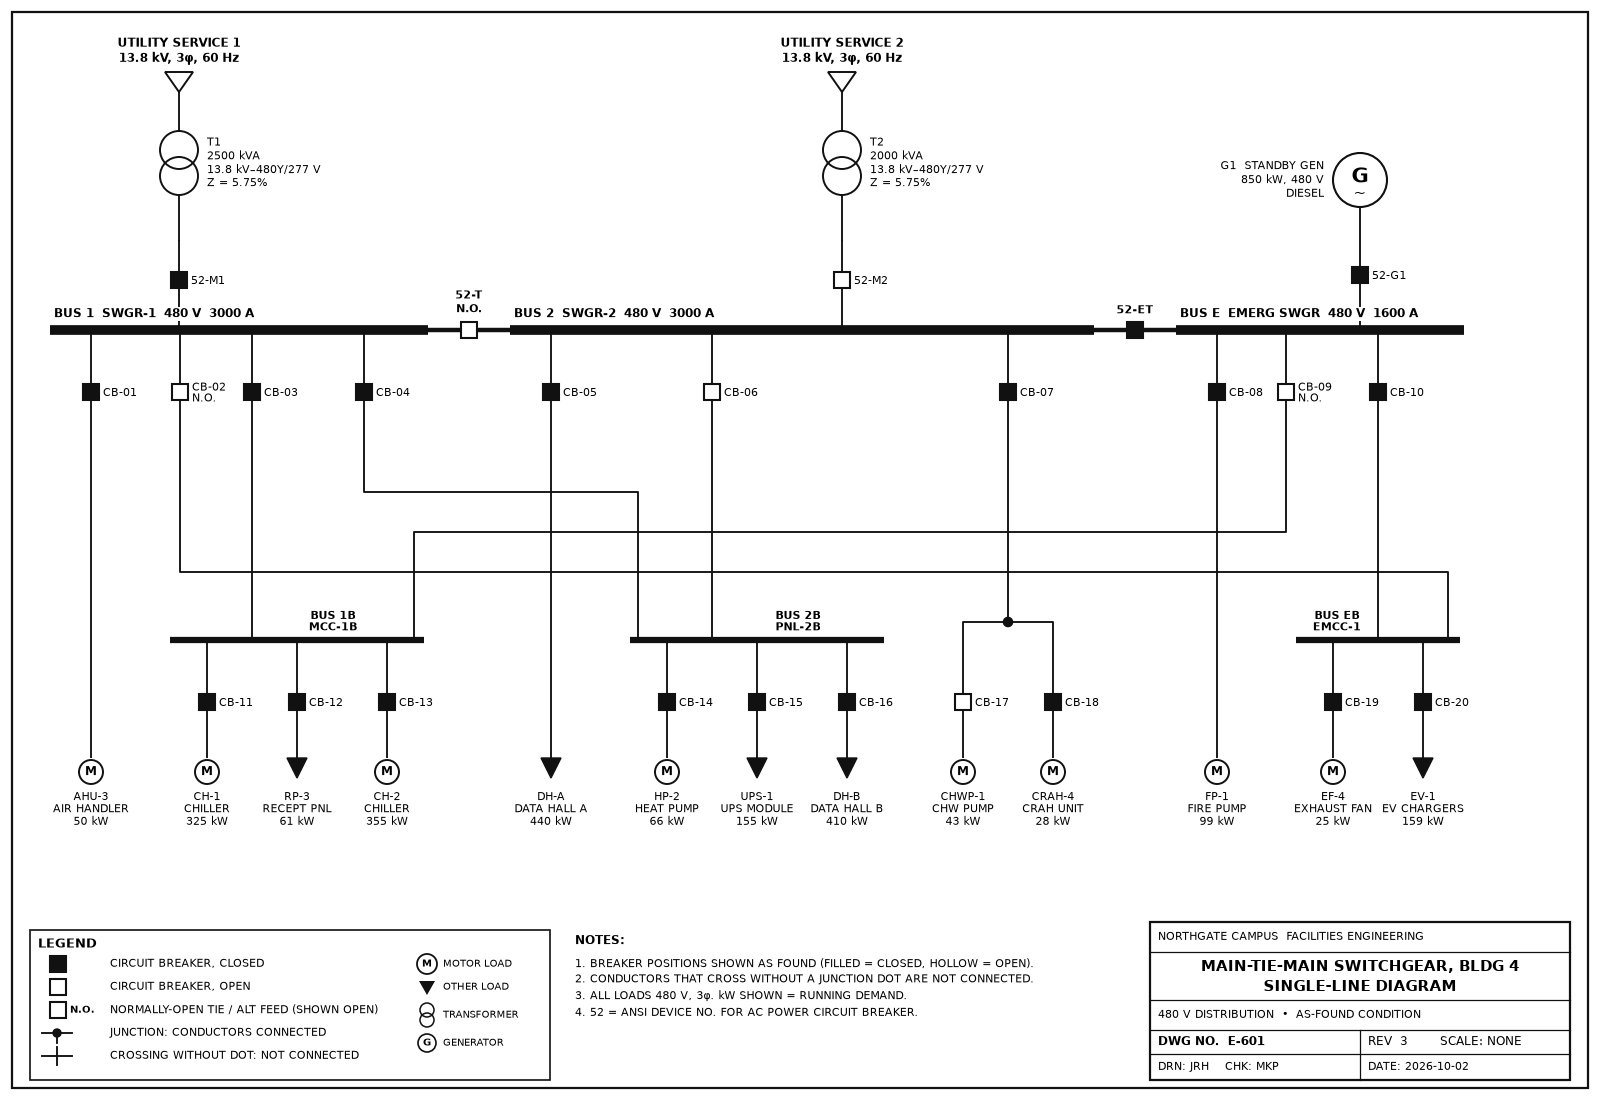 UTILITY SERVICE 1
13.8 kV, 3φ, 60 Hz
UTILITY SERVICE 2
13.8 kV, 3φ, 60 Hz
T1
2500 kVA
13.8 kV–480Y/277 V
Z = 5.75%
T2
2000 kVA
13.8 kV–480Y/277 V
Z = 5.75%
G1 STANDBY GEN
850 kW, 480 V
DIESEL
G
~
52-M1
52-M2
52-G1
BUS 1 SWGR-1 480 V 3000 A
52-T
N.O.
BUS 2 SWGR-2 480 V 3000 A
52-ET
BUS E EMERG SWGR 480 V 1600 A
CB-01
CB-02
N.O.
CB-03
CB-04
CB-05
CB-06
CB-07
CB-08
CB-09
N.O.
CB-10
BUS 1B
MCC-1B
BUS 2B
PNL-2B
BUS EB
EMCC-1
CB-11
CB-12
CB-13
CB-14
CB-15
CB-16
CB-17
CB-18
CB-19
CB-20
M
AHU-3
AIR HANDLER
50 kW
M
CH-1
CHILLER
325 kW
RP-3
RECEPT PNL
61 kW
M
CH-2
CHILLER
355 kW
DH-A
DATA HALL A
440 kW
M
HP-2
HEAT PUMP
66 kW
UPS-1
UPS MODULE
155 kW
DH-B
DATA HALL B
410 kW
M
CHWP-1
CHW PUMP
43 kW
M
CRAH-4
CRAH UNIT
28 kW
M
FP-1
FIRE PUMP
99 kW
M
EF-4
EXHAUST FAN
25 kW
EV-1
EV CHARGERS
159 kW
LEGEND
CIRCUIT BREAKER, CLOSED
CIRCUIT BREAKER, OPEN
N.O. NORMALLY-OPEN TIE / ALT FEED (SHOWN OPEN)
JUNCTION: CONDUCTORS CONNECTED
CROSSING WITHOUT DOT: NOT CONNECTED
M MOTOR LOAD
OTHER LOAD
TRANSFORMER
G GENERATOR
NOTES:
1. BREAKER POSITIONS SHOWN AS FOUND (FILLED = CLOSED, HOLLOW = OPEN).
2. CONDUCTORS THAT CROSS WITHOUT A JUNCTION DOT ARE NOT CONNECTED.
3. ALL LOADS 480 V, 3φ. kW SHOWN = RUNNING DEMAND.
4. 52 = ANSI DEVICE NO. FOR AC POWER CIRCUIT BREAKER.
NORTHGATE CAMPUS FACILITIES ENGINEERING
MAIN-TIE-MAIN SWITCHGEAR, BLDG 4
SINGLE-LINE DIAGRAM
480 V DISTRIBUTION • AS-FOUND CONDITION
DWG NO. E-601
REV 3 SCALE: NONE
DRN: JRH CHK: MKP
DATE: 2026-10-02